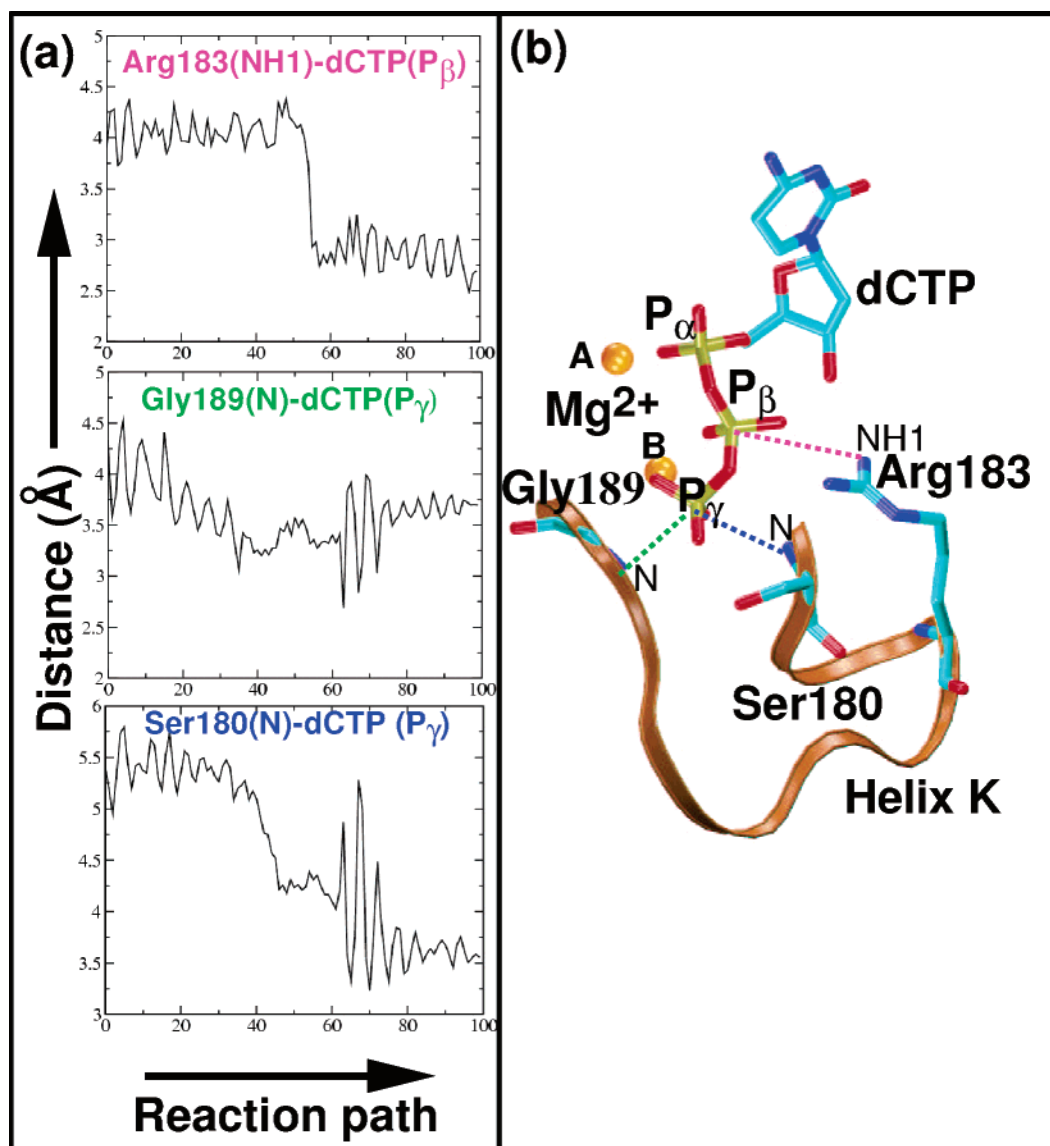 (a)
Distance (Å)
Arg183(NH1)-dCTP(Pβ)
5
4.5
4
3.5
3
2.5
2
0 20 40 60 80 100
Gly189(N)-dCTP(Pγ)
5
4.5
4
3.5
3
2.5
2
0 20 40 60 80 100
Ser180(N)-dCTP (Pγ)
6
5.5
5
4.5
4
3.5
3
0 20 40 60 80 100
Reaction path
(b)
dCTP
Pα
A
Pβ
Mg2+
B
NH1
Arg183
Gly189
Pγ
N
N
Ser180
Helix K